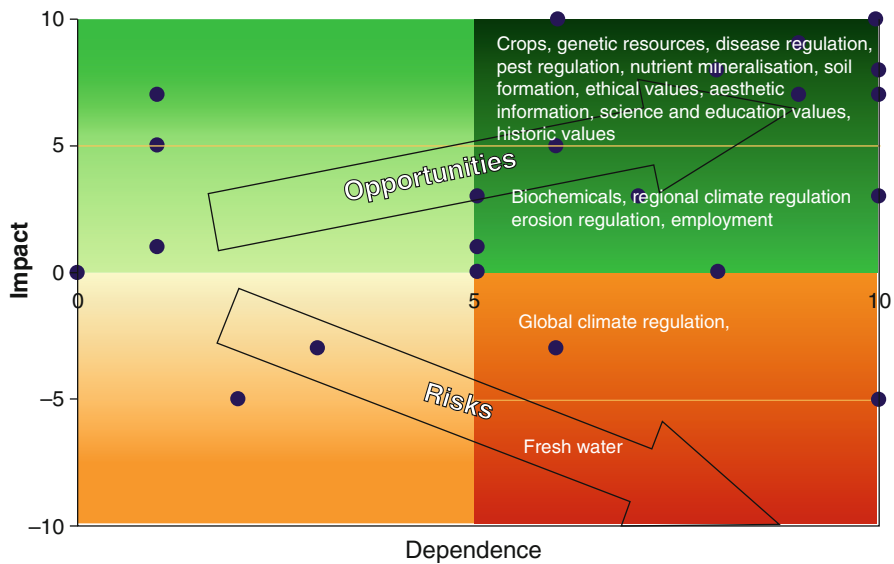 10
Crops, genetic resources, disease regulation,
pest regulation, nutrient mineralisation, soil
formation, ethical values, aesthetic
information, science and education values,
historic values
5
Opportunities
Biochemicals, regional climate regulation
erosion regulation, employment
Impact
0
0
5
10
Global climate regulation,
−5
Risks
Fresh water
−10
Dependence